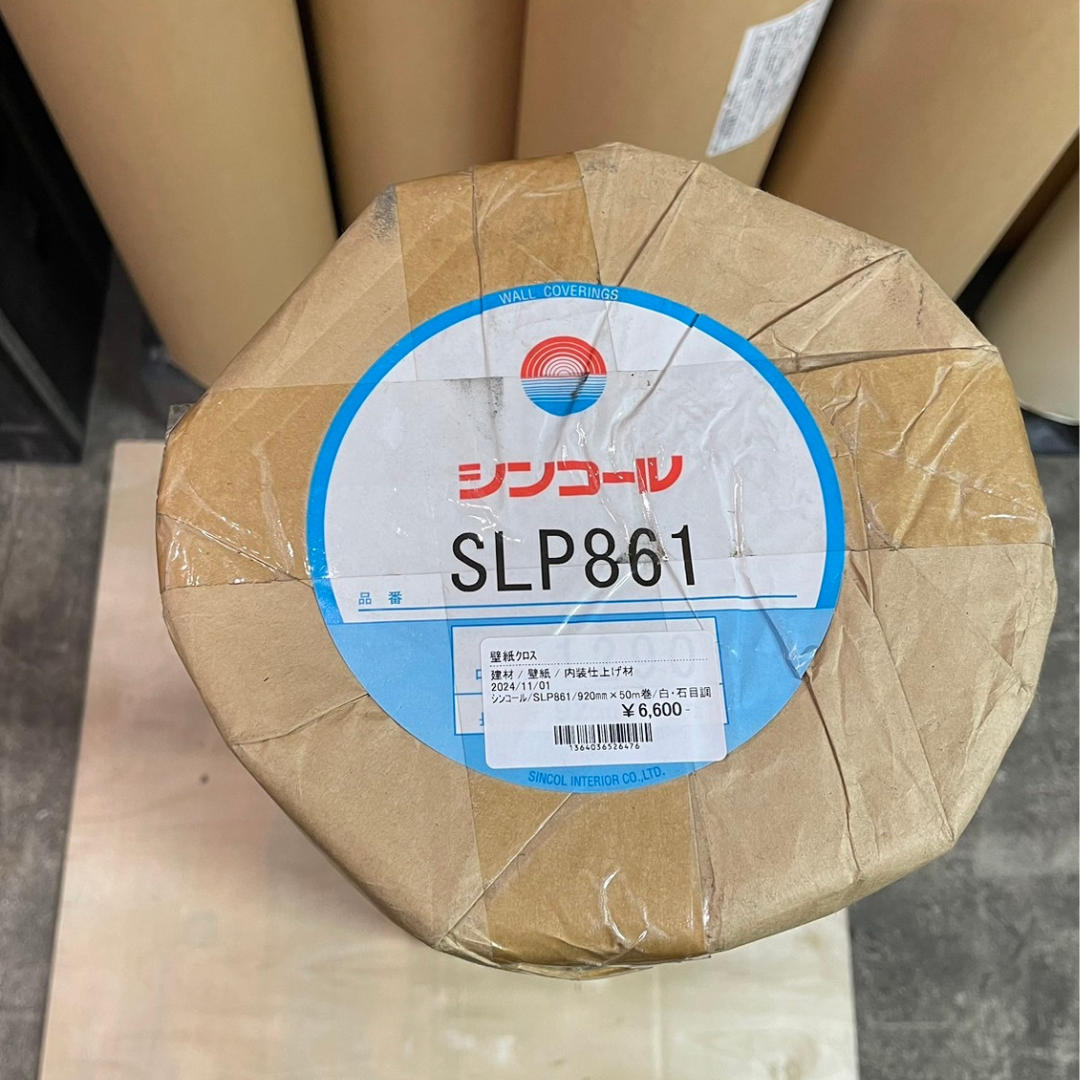 WALL COVERINGS
シンコール
SLP861
品番
壁紙クロス
建材/壁紙/内装仕上げ材
2024/11/01
シンコール/SLP861/920mm×50m巻/白・石目調
¥6,600-
1364036526476
SINCOL INTERIOR CO.,LTD.